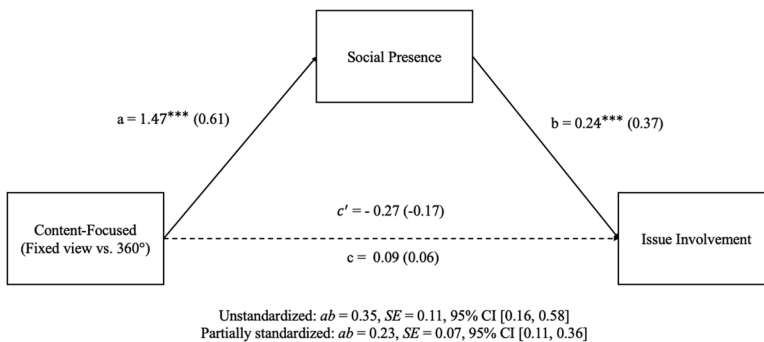 Social Presence
a = 1.47*** (0.61)
b = 0.24*** (0.37)
Content-Focused
(Fixed view vs. 360°)
c′ = - 0.27 (-0.17)
c = 0.09 (0.06)
Issue Involvement
Unstandardized: ab = 0.35, SE = 0.11, 95% CI [0.16, 0.58]
Partially standardized: ab = 0.23, SE = 0.07, 95% CI [0.11, 0.36]